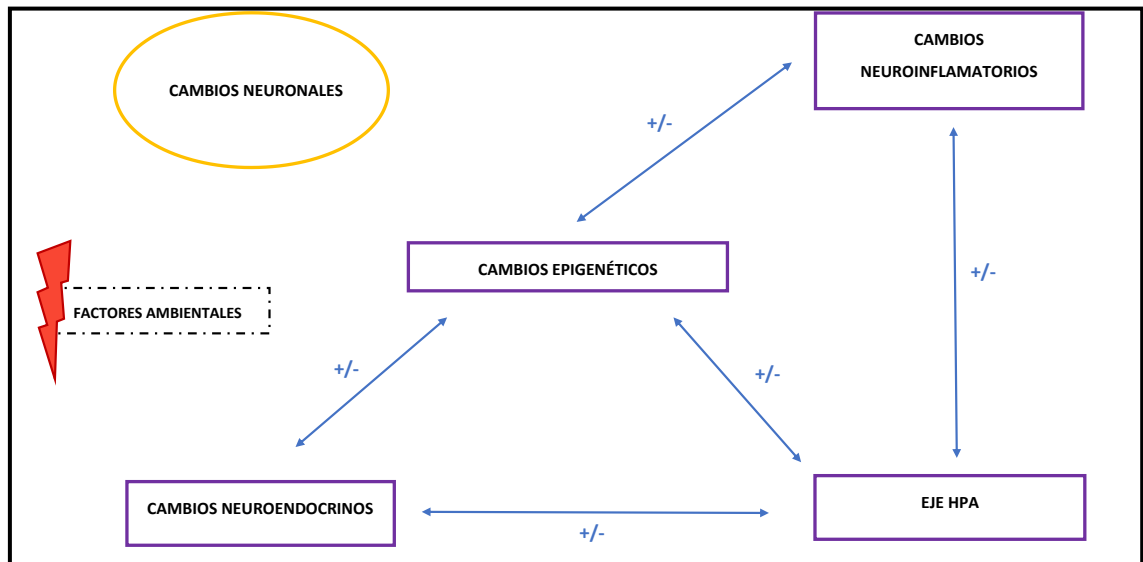 CAMBIOS
NEUROINFLAMATORIOS
CAMBIOS NEURONALES
+/-
CAMBIOS EPIGENÉTICOS
+/-
FACTORES AMBIENTALES
+/-
+/-
CAMBIOS NEUROENDOCRINOS
EJE HPA
+/-